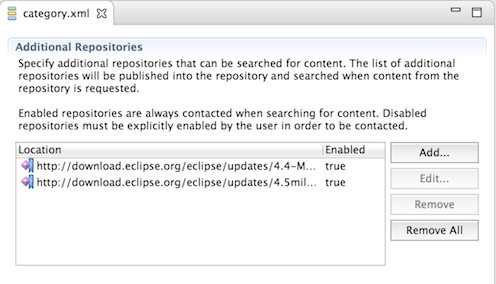 category.xml
Additional Repositories
Specify additional repositories that can be searched for content. The list of additional
repositories will be published into the repository and searched when content from the
repository is requested.
Enabled repositories are always contacted when searching for content. Disabled
repositories must be explicitly enabled by the user in order to be contacted.
Location Enabled
http://download.eclipse.org/eclipse/updates/4.4-M... true
http://download.eclipse.org/eclipse/updates/4.5mil... true
Add...
Edit...
Remove
Remove All